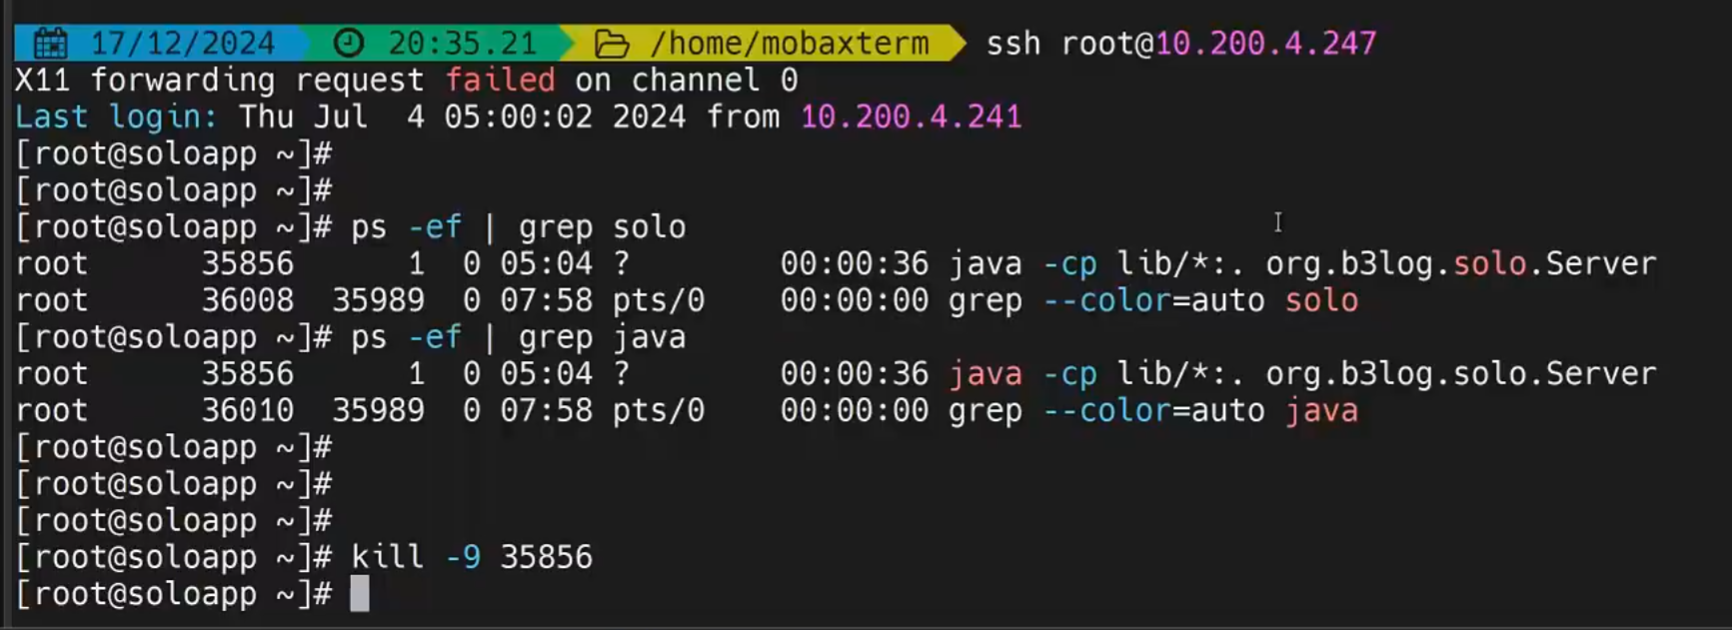 17/12/2024 20:35.21 /home/mobaxterm ssh root@10.200.4.247
X11 forwarding request failed on channel 0
Last login: Thu Jul  4 05:00:02 2024 from 10.200.4.241
[root@soloapp ~]#
[root@soloapp ~]#
[root@soloapp ~]# ps -ef | grep solo
root      35856      1  0 05:04 ?        00:00:36 java -cp lib/*:. org.b3log.solo.Server
root      36008  35989  0 07:58 pts/0    00:00:00 grep --color=auto solo
[root@soloapp ~]# ps -ef | grep java
root      35856      1  0 05:04 ?        00:00:36 java -cp lib/*:. org.b3log.solo.Server
root      36010  35989  0 07:58 pts/0    00:00:00 grep --color=auto java
[root@soloapp ~]#
[root@soloapp ~]#
[root@soloapp ~]#
[root@soloapp ~]# kill -9 35856
[root@soloapp ~]#